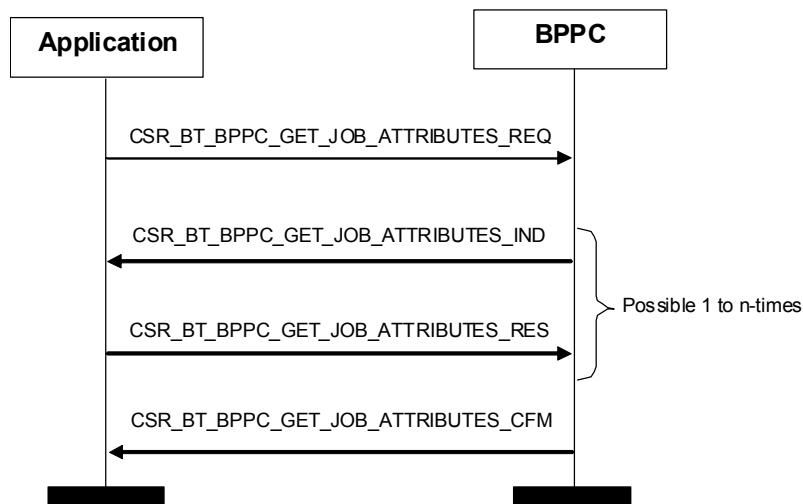 Application
BPPC
CSR_BT_BPPC_GET_JOB_ATTRIBUTES_REQ
CSR_BT_BPPC_GET_JOB_ATTRIBUTES_IND
Possible 1 to n-times
CSR_BT_BPPC_GET_JOB_ATTRIBUTES_RES
CSR_BT_BPPC_GET_JOB_ATTRIBUTES_CFM